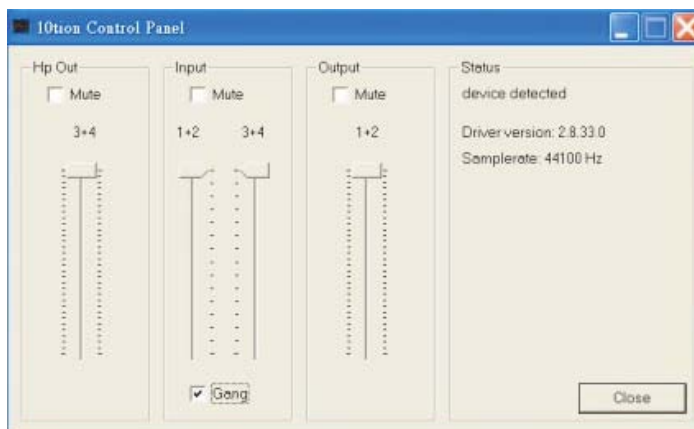 10tion Control Panel
Hp Out
Mute
3+4
Input
Mute
1+2 3+4
Gang
Output
Mute
1+2
Status
device detected
Driver version: 2.8.33.0
Samplerate: 44100 Hz
Close